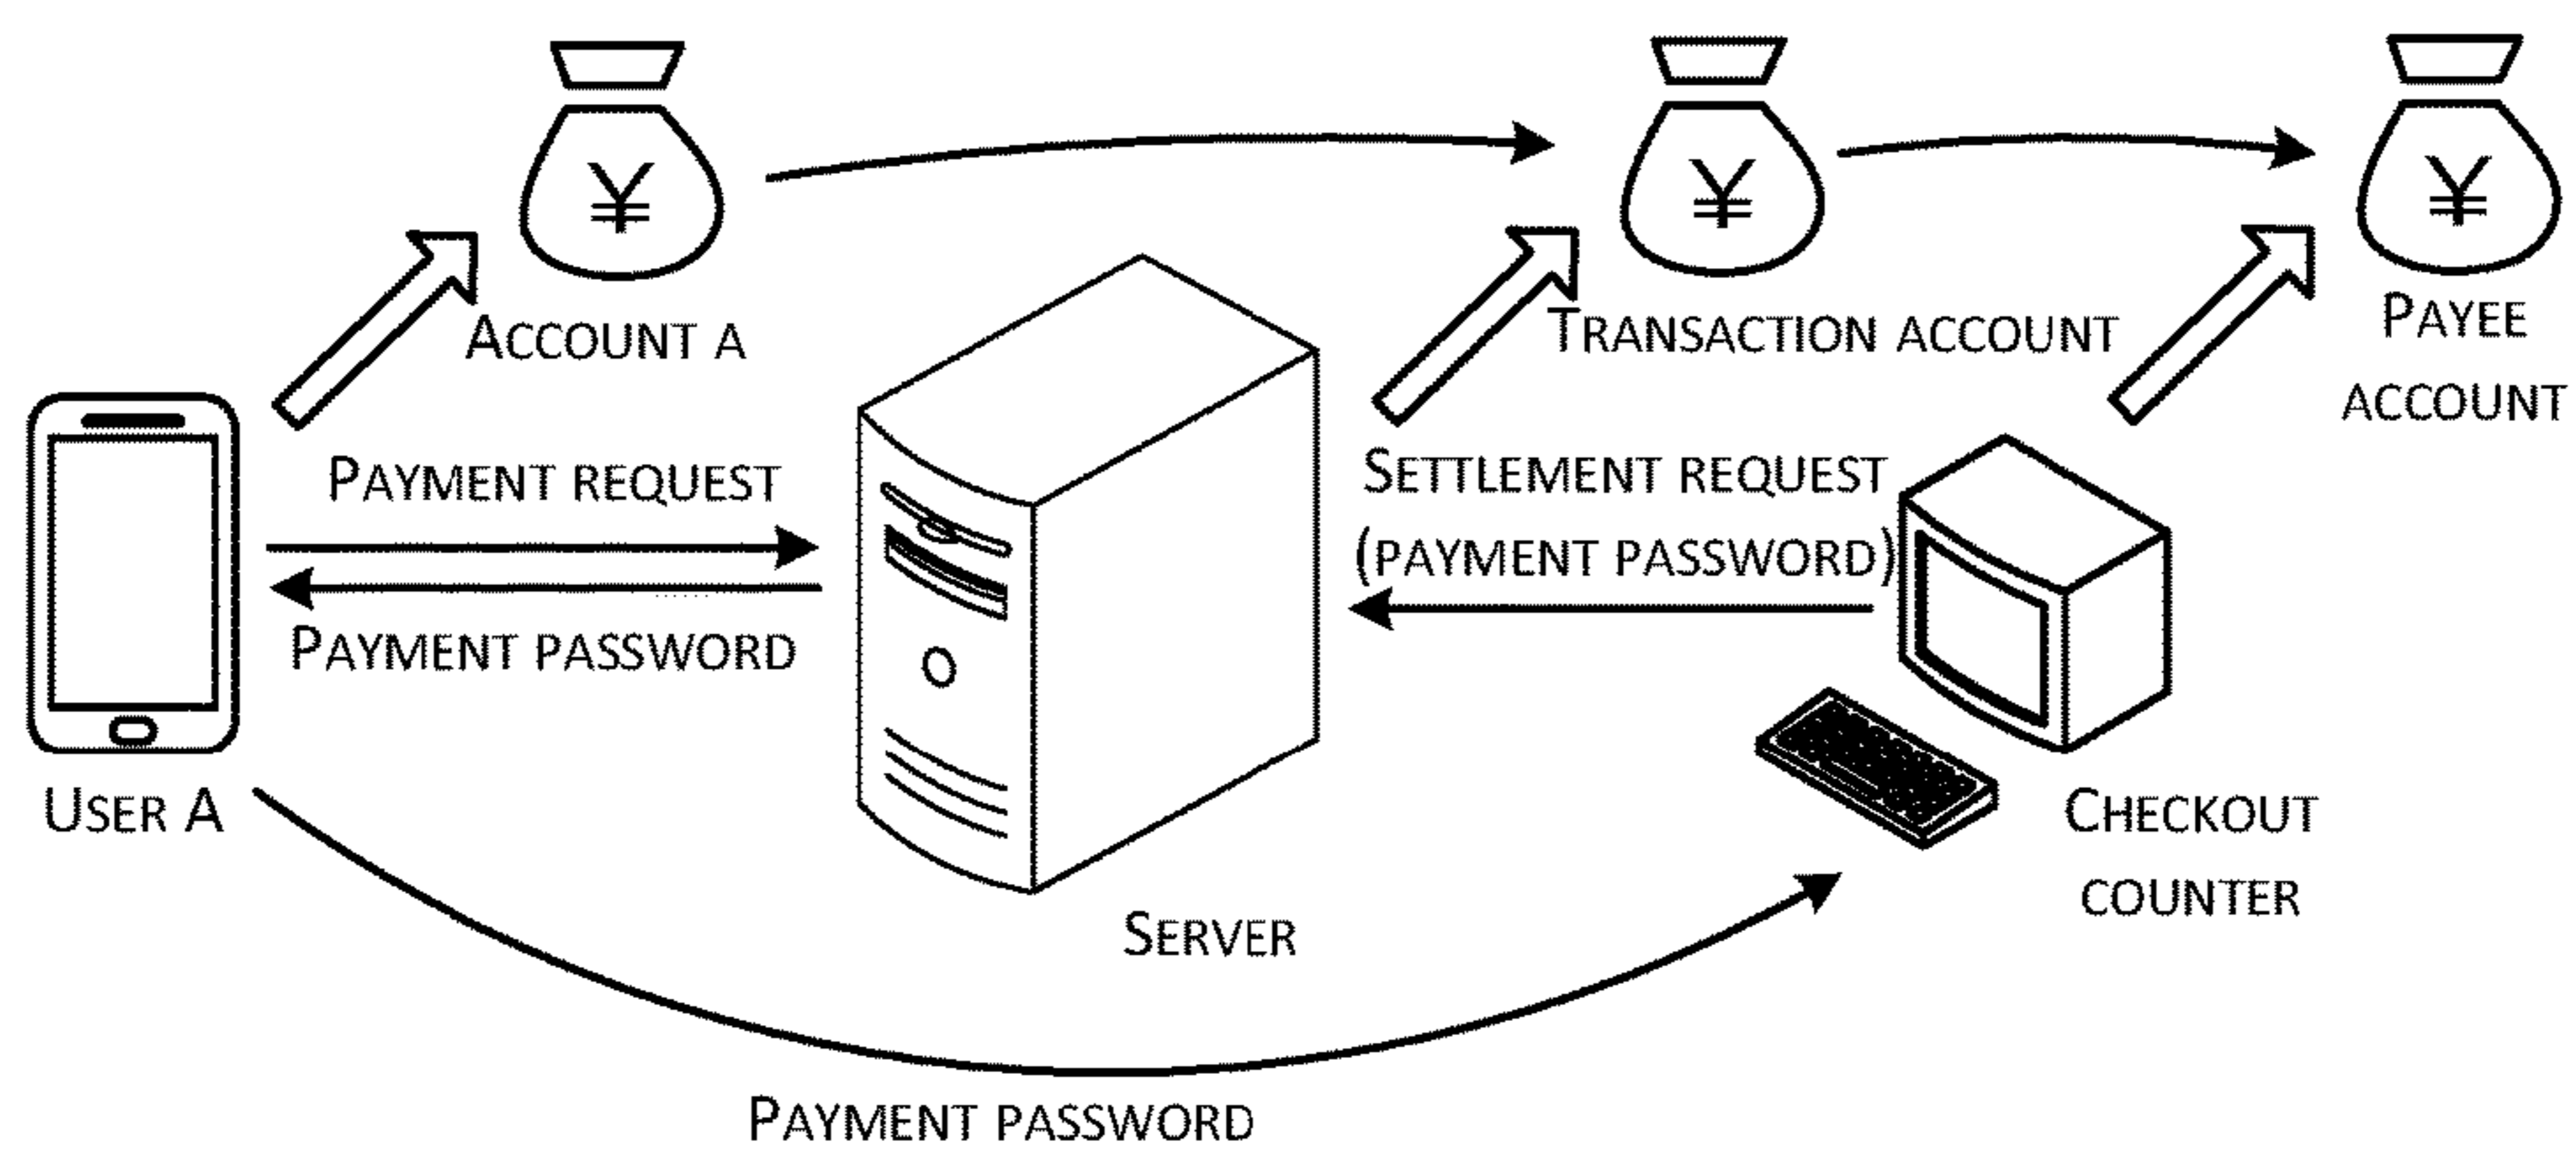 ¥
¥
¥
ACCOUNT A
TRANSACTION ACCOUNT
PAYEE
ACCOUNT
PAYMENT REQUEST
SETTLEMENT REQUEST
(PAYMENT PASSWORD)
PAYMENT PASSWORD
USER A
CHECKOUT
COUNTER
SERVER
PAYMENT PASSWORD